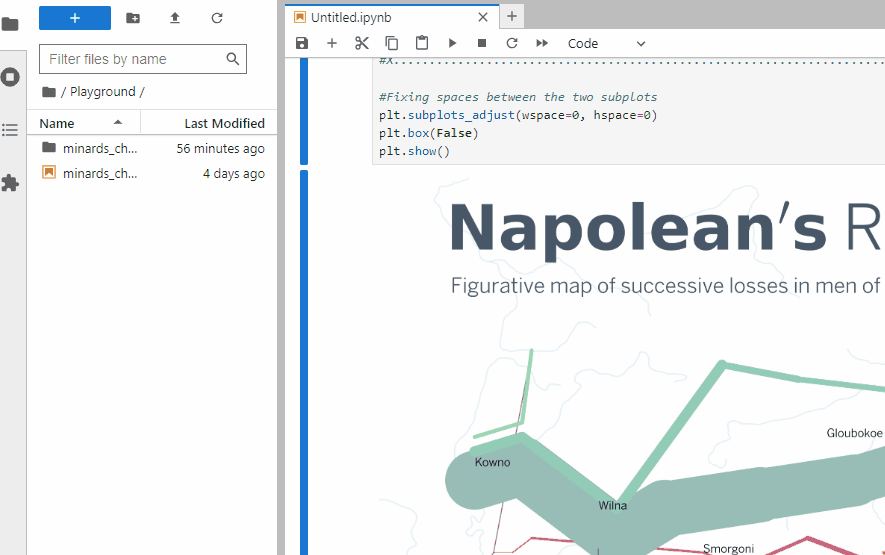 Filter files by name
/ Playground /
Name Last Modified
minards_ch... 56 minutes ago
minards_ch... 4 days ago
Untitled.ipynb
Code
#X...............................................................................
#Fixing spaces between the two subplots
plt.subplots_adjust(wspace=0, hspace=0)
plt.box(False)
plt.show()
Napolean's R
Figurative map of successive losses in men of
Gloubokoe
Kowno
Wilna
Smorgoni